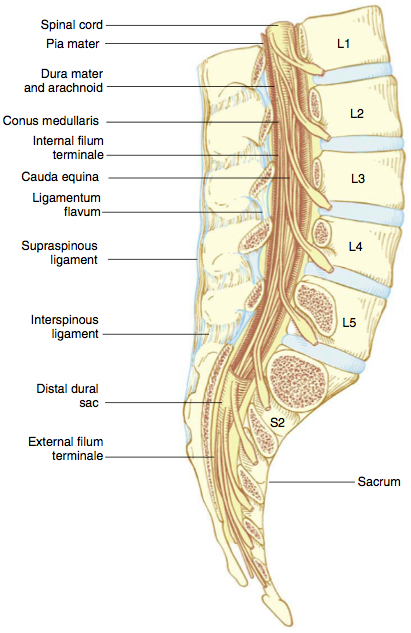 Spinal cord
Pia mater
Dura mater
and arachnoid
Conus medullaris
Internal filum
terminale
Cauda equina
Ligamentum
flavum
Supraspinous
ligament
Interspinous
ligament
Distal dural
sac
External filum
terminale
L1
L2
L3
L4
L5
S2
Sacrum